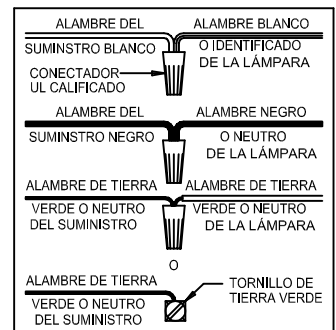 ALAMBRE DEL
SUMINSTRO BLANCO
ALAMBRE BLANCO
O IDENTIFICADO
DE LA LÁMPARA
CONECTADOR
UL CALIFICADO
ALAMBRE DEL
SUMINSTRO NEGRO
ALAMBRE NEGRO
O NEUTRO
DE LA LÁMPARA
ALAMBRE DE TIERRA
VERDE O NEUTRO
DEL SUMINISTRO
ALAMBRE DE TIERRA
VERDE O NEUTRO
DE LA LÁMPARA
O
ALAMBRE DE TIERRA
VERDE O NEUTRO
DEL SUMINISTRO
TORNILLO DE
TIERRA VERDE